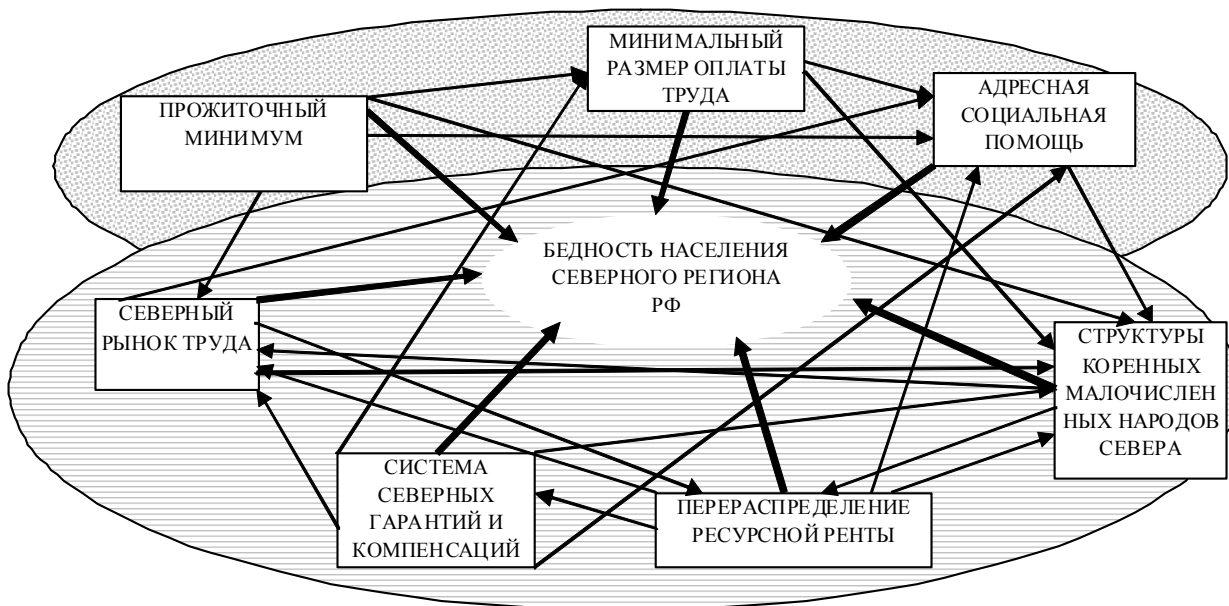 МИНИМАЛЬНЫЙ
РАЗМЕР ОПЛАТЫ
ТРУДА
ПРОЖИТОЧНЫЙ
МИНИМУМ
АДРЕСНАЯ
СОЦИАЛЬНАЯ
ПОМОЩЬ
БЕДНОСТЬ НАСЕЛЕНИЯ
СЕВЕРНОГО РЕГИОНА
РФ
СЕВЕРНЫЙ
РЫНОК ТРУДА
СТРУКТУРЫ
КОРЕННЫХ
МАЛОЧИСЛЕН
НЫХ НАРОДОВ
СЕВЕРА
СИСТЕМА
СЕВЕРНЫХ
ГАРАНТИЙ И
КОМПЕНСАЦИЙ
ПЕРЕРАСПРЕДЕЛЕНИЕ
РЕСУРСНОЙ РЕНТЫ